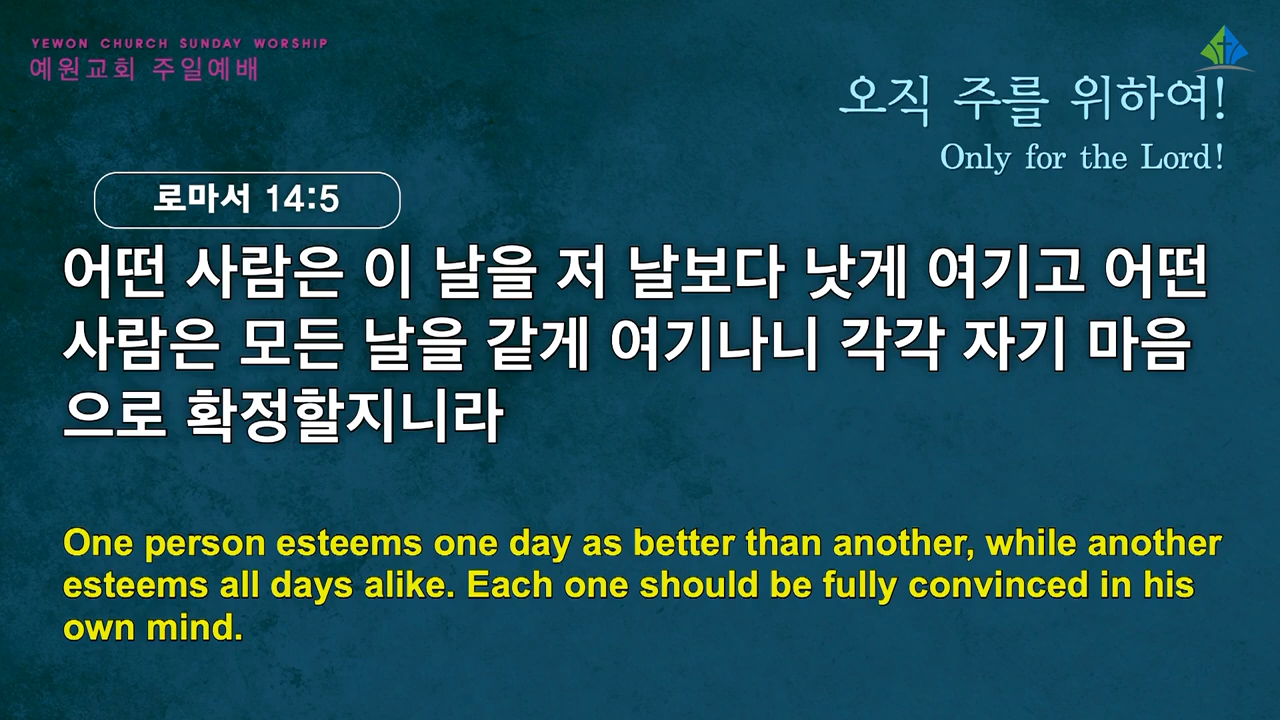 YEWON CHURCH SUNDAY WORSHIP
예원교회 주일예배
오직 주를 위하여!
Only for the Lord!
로마서 14:5
어떤 사람은 이 날을 저 날보다 낫게 여기고 어떤
사람은 모든 날을 같게 여기나니 각각 자기 마음
으로 확정할지니라
One person esteems one day as better than another, while another
esteems all days alike. Each one should be fully convinced in his
own mind.